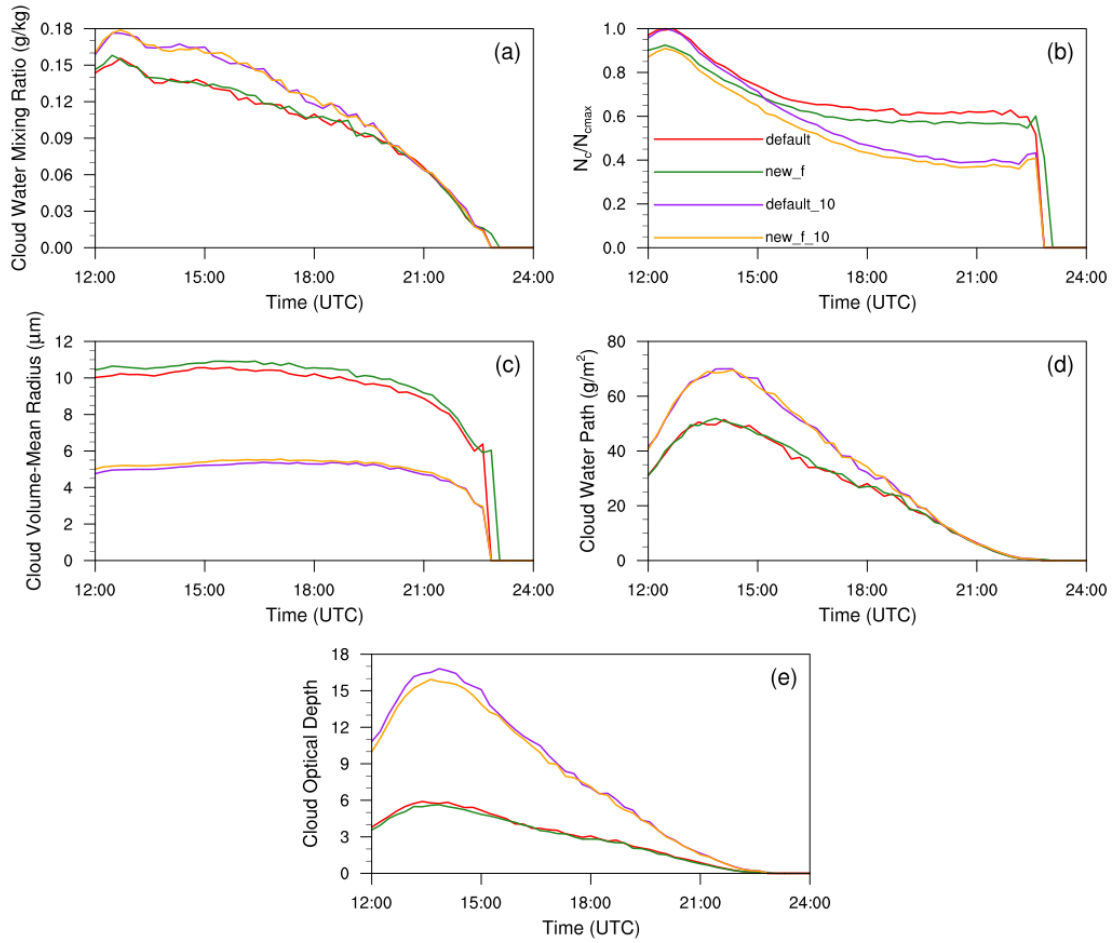 (a)
Cloud Water Mixing Ratio (g/kg)
0.18
0.15
0.12
0.09
0.06
0.03
0.00
12:00 15:00 18:00 21:00 24:00
Time (UTC)
(b)
N_c/N_cmax
1.0
0.8
0.6
0.4
0.2
0.0
default
new_f
default_10
new_f_10
12:00 15:00 18:00 21:00 24:00
Time (UTC)
(c)
Cloud Volume-Mean Radius (μm)
12
10
8
6
4
2
0
12:00 15:00 18:00 21:00 24:00
Time (UTC)
(d)
Cloud Water Path (g/m²)
80
60
40
20
0
12:00 15:00 18:00 21:00 24:00
Time (UTC)
(e)
Cloud Optical Depth
18
15
12
9
6
3
0
12:00 15:00 18:00 21:00 24:00
Time (UTC)